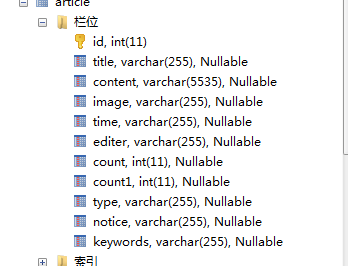 article
栏位
id, int(11)
title, varchar(255), Nullable
content, varchar(5535), Nullable
image, varchar(255), Nullable
time, varchar(255), Nullable
editer, varchar(255), Nullable
count, int(11), Nullable
count1, int(11), Nullable
type, varchar(255), Nullable
notice, varchar(255), Nullable
keywords, varchar(255), Nullable
索引